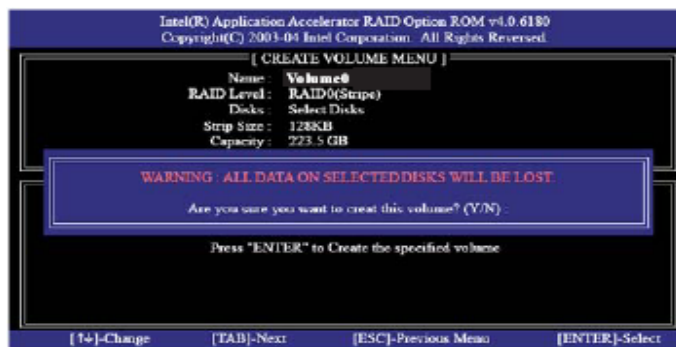 Intel(R) Application Accelerator RAID Option ROM v4.0.6180
Copyright(C) 2003-04 Intel Corporation. All Rights Reversed.
[ CREATE VOLUME MENU ]
Name : Volume0
RAID Level : RAID0(Stripe)
Disks : Select Disks
Strip Size : 128KB
Capacity : 223.5 GB
WARNING : ALL DATA ON SELECTED DISKS WILL BE LOST.
Are you sure you want to creat this volume? (Y/N) :
Press "ENTER" to Create the specified volume
[↑↓]-Change [TAB]-Next [ESC]-Previous Menu [ENTER]-Select